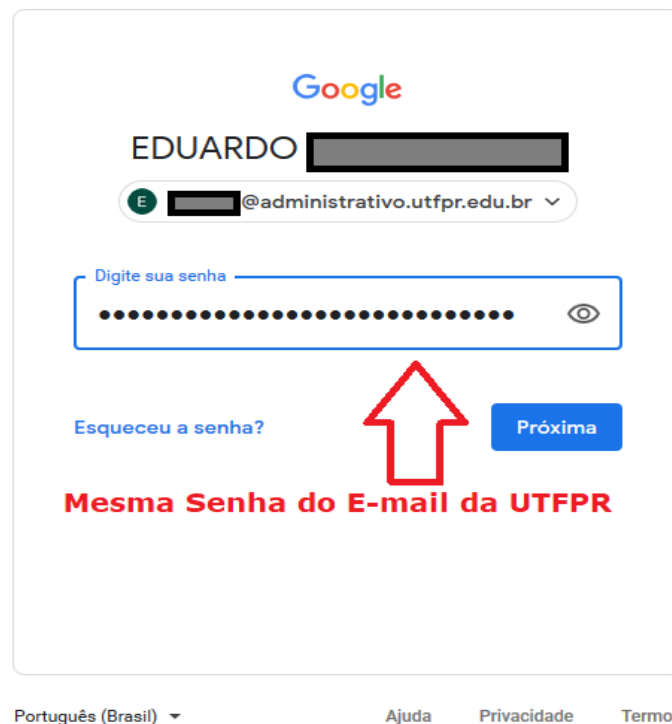 Google
EDUARDO
E @administrativo.utfpr.edu.br
Digite sua senha
•••••••••••••••••••••••••••••
Esqueceu a senha?
Próxima
Mesma Senha do E-mail da UTFPR
Português (Brasil) Ajuda Privacidade Termo